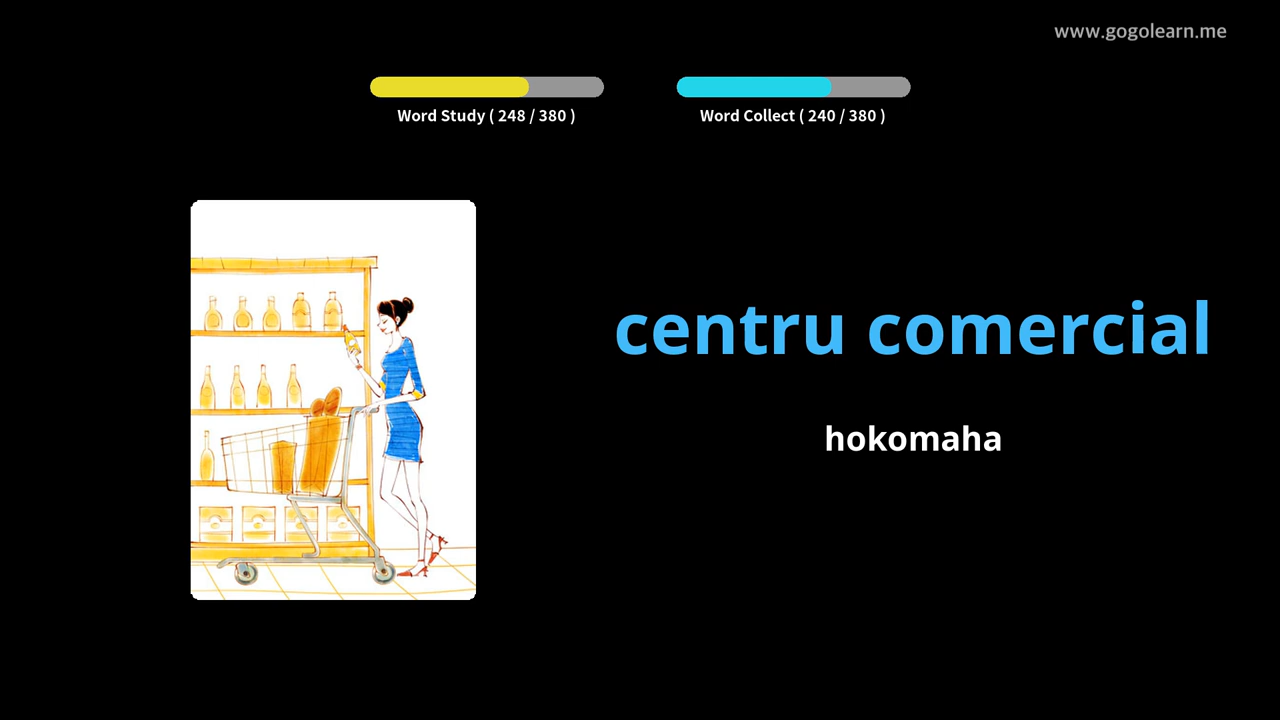 www.gogolearn.me
Word Study ( 248 / 380 )
Word Collect ( 240 / 380 )
centru comercial
hokomaha